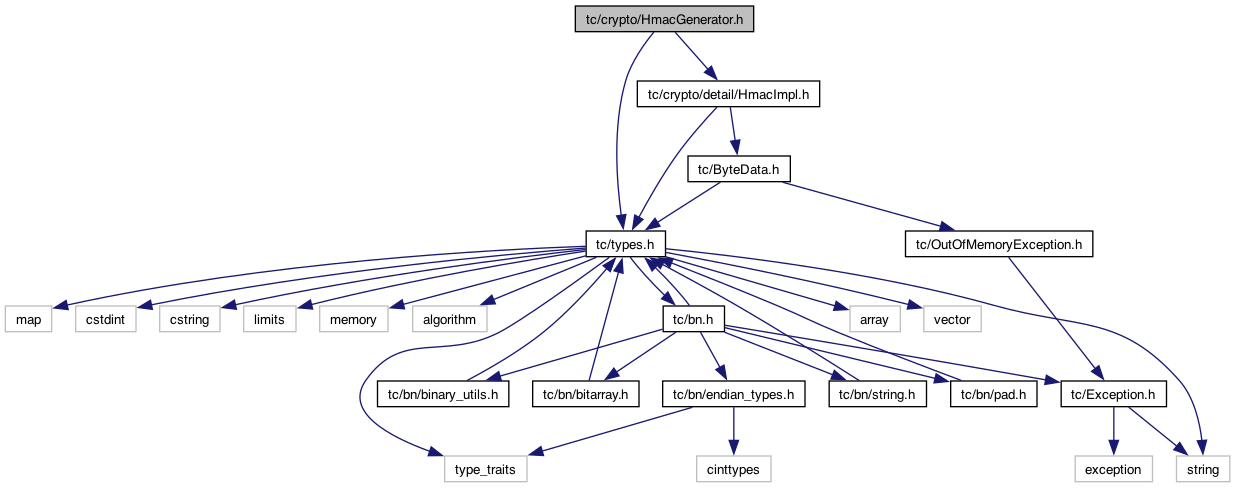 tc/crypto/HmacGenerator.h
tc/crypto/detail/HmacImpl.h
tc/ByteData.h
tc/types.h
tc/OutOfMemoryException.h
map
cstdint
cstring
limits
memory
algorithm
tc/bn.h
array
vector
tc/bn/binary_utils.h
tc/bn/bitarray.h
tc/bn/endian_types.h
tc/bn/string.h
tc/bn/pad.h
tc/Exception.h
type_traits
cinttypes
exception
string